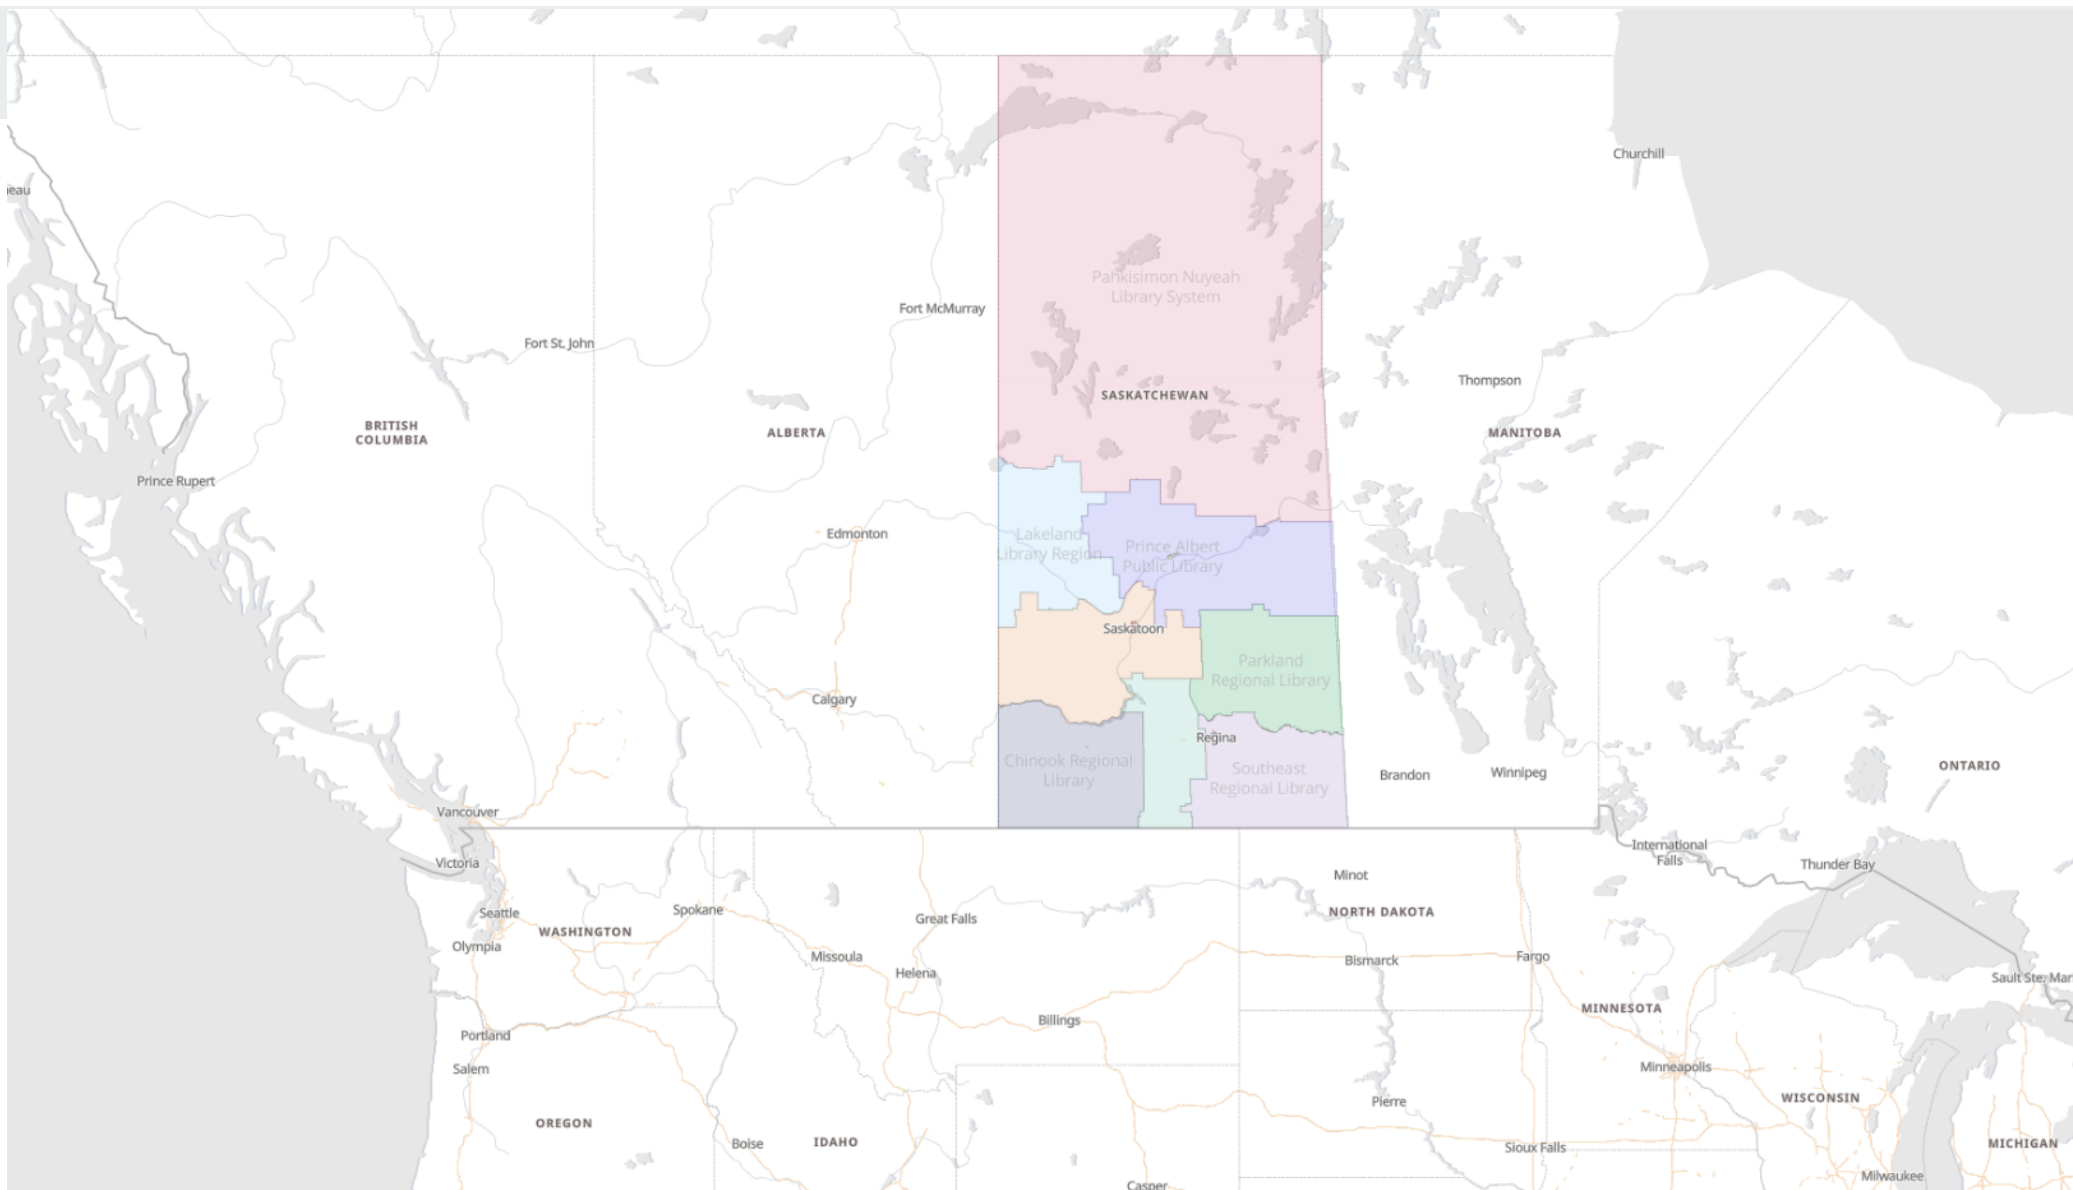 Churchill
Pahkisimon Nuyeah
Library System
Fort McMurray
Fort St. John
Thompson
SASKATCHEWAN
BRITISH
COLUMBIA
ALBERTA
MANITOBA
Prince Rupert
Edmonton
Lakeland
Library Region
Prince Albert
Public Library
Saskatoon
Parkland
Regional Library
Calgary
Regina
Chinook Regional
Library
Southeast
Regional Library
Brandon
Winnipeg
ONTARIO
Vancouver
Victoria
International
Falls
Thunder Bay
Minot
Seattle
Spokane
Great Falls
NORTH DAKOTA
WASHINGTON
Olympia
Missoula
Helena
Bismarck
Fargo
Sault Ste. Mar
MINNESOTA
Billings
Portland
Salem
Minneapolis
Pierre
WISCONSIN
OREGON
Boise
IDAHO
Sioux Falls
MICHIGAN
Milwaukee
Casper